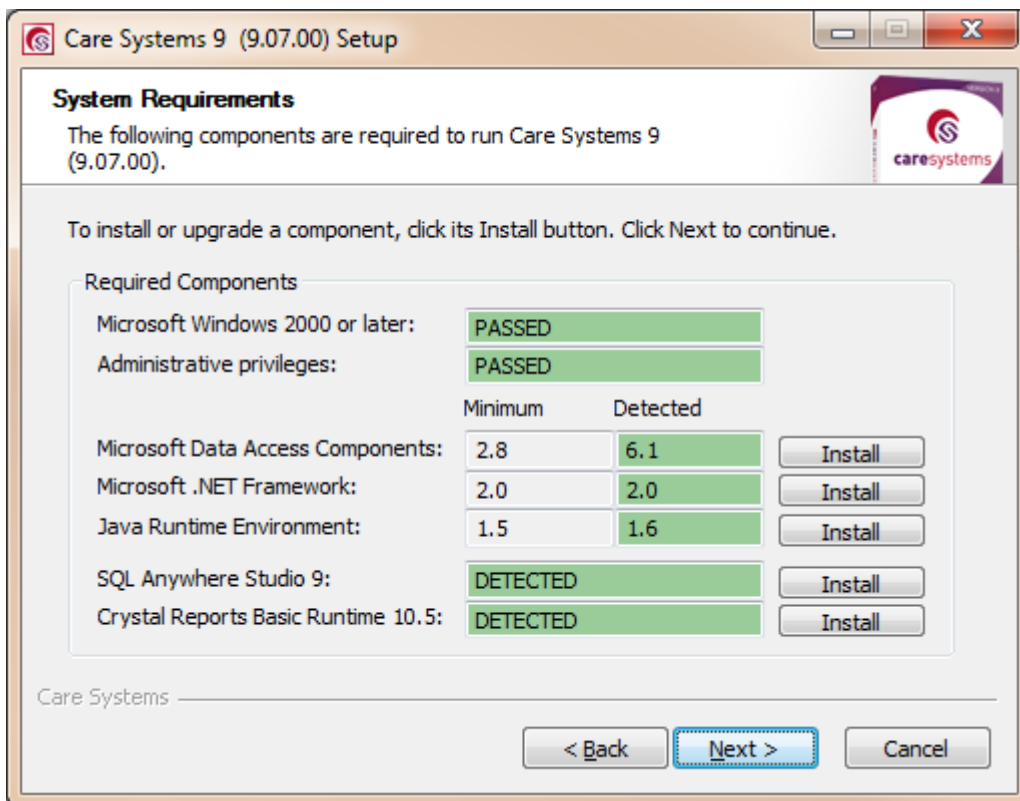 Care Systems 9 (9.07.00) Setup
System Requirements
The following components are required to run Care Systems 9
(9.07.00).
caresystems
To install or upgrade a component, click its Install button. Click Next to continue.
Required Components
Microsoft Windows 2000 or later: PASSED
Administrative privileges: PASSED
Minimum Detected
Microsoft Data Access Components: 2.8 6.1 Install
Microsoft .NET Framework: 2.0 2.0 Install
Java Runtime Environment: 1.5 1.6 Install
SQL Anywhere Studio 9: DETECTED Install
Crystal Reports Basic Runtime 10.5: DETECTED Install
Care Systems
< Back Next > Cancel